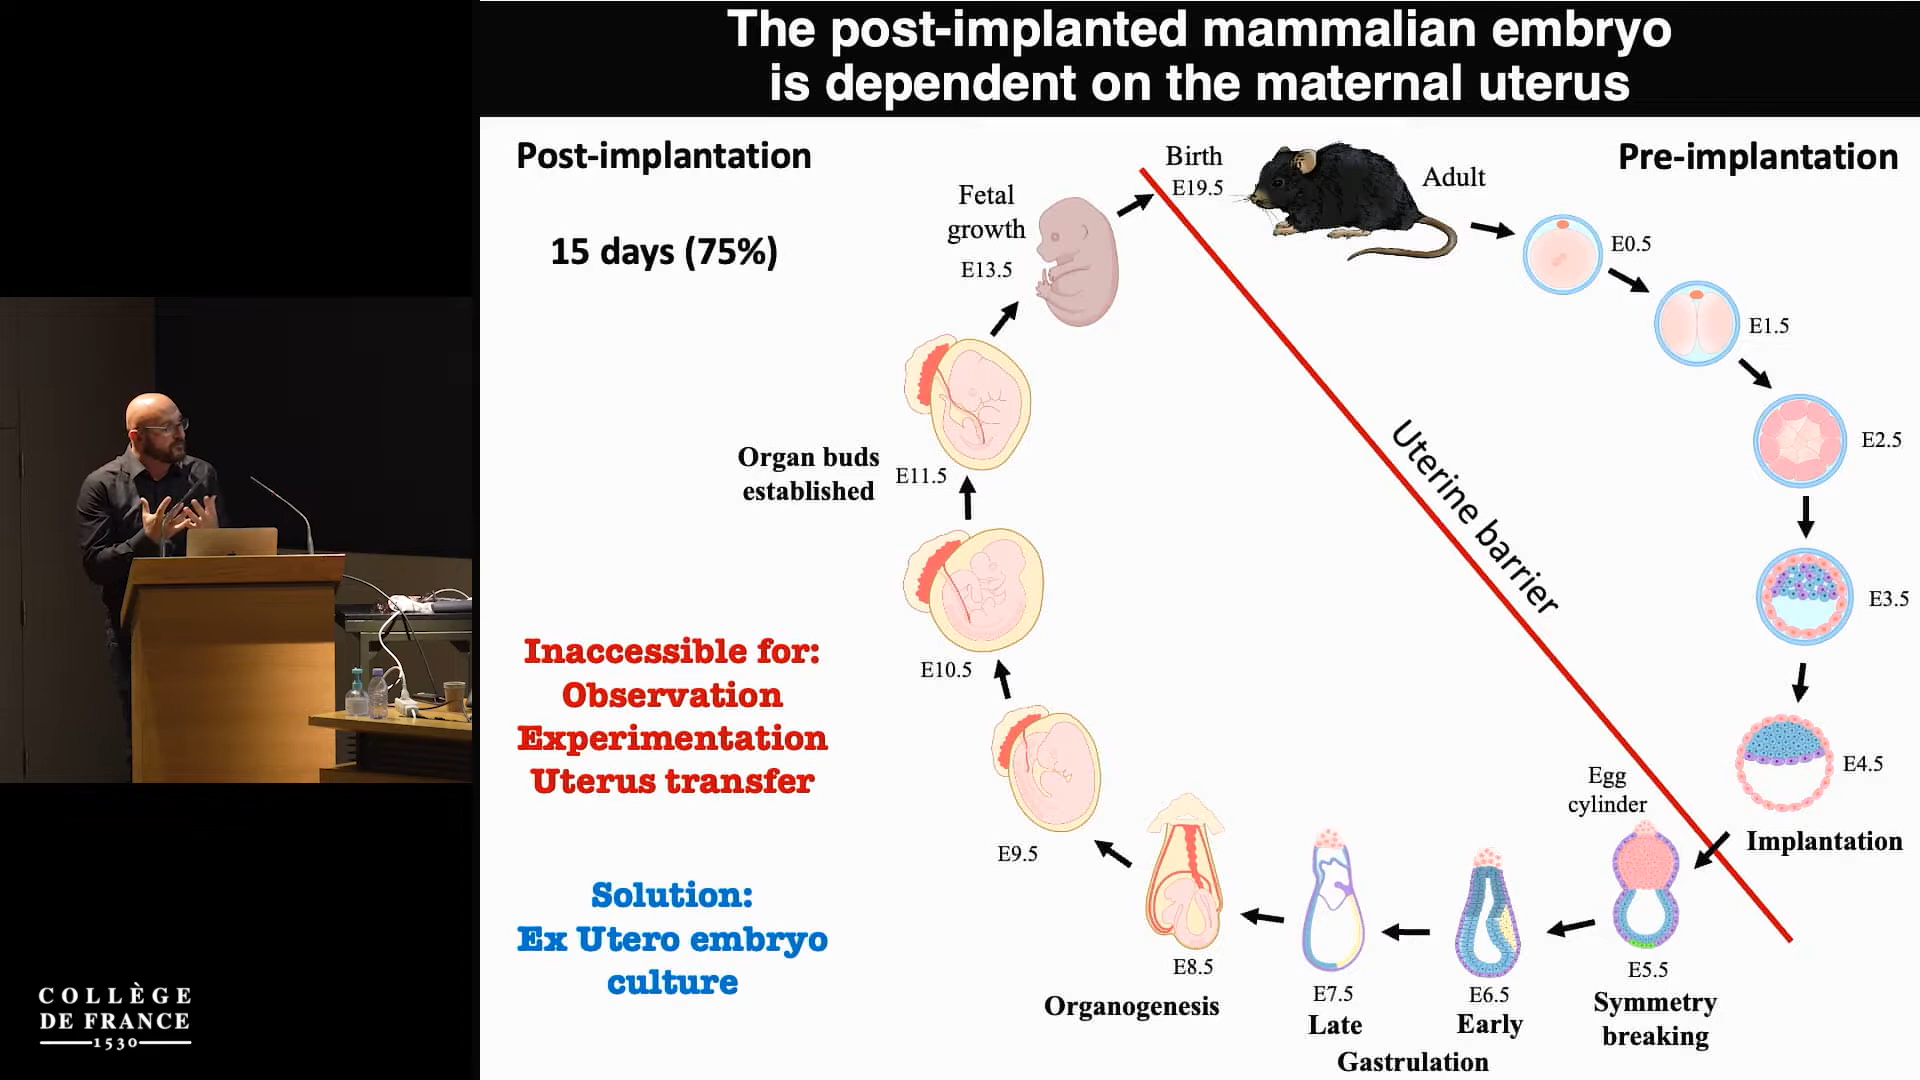 The post-implanted mammalian embryo
is dependent on the maternal uterus
Post-implantation
15 days (75%)
Pre-implantation
Birth
E19.5
Adult
E0.5
E1.5
E2.5
E3.5
E4.5
Implantation
Uterine barrier
Egg
cylinder
E5.5
Symmetry
breaking
E6.5
Early
E7.5
Late
Gastrulation
E8.5
Organogenesis
E9.5
E10.5
E11.5
Organ buds
established
Fetal
growth
E13.5
Inaccessible for:
Observation
Experimentation
Uterus transfer
Solution:
Ex Utero embryo
culture
COLLÈGE
DE FRANCE
1530